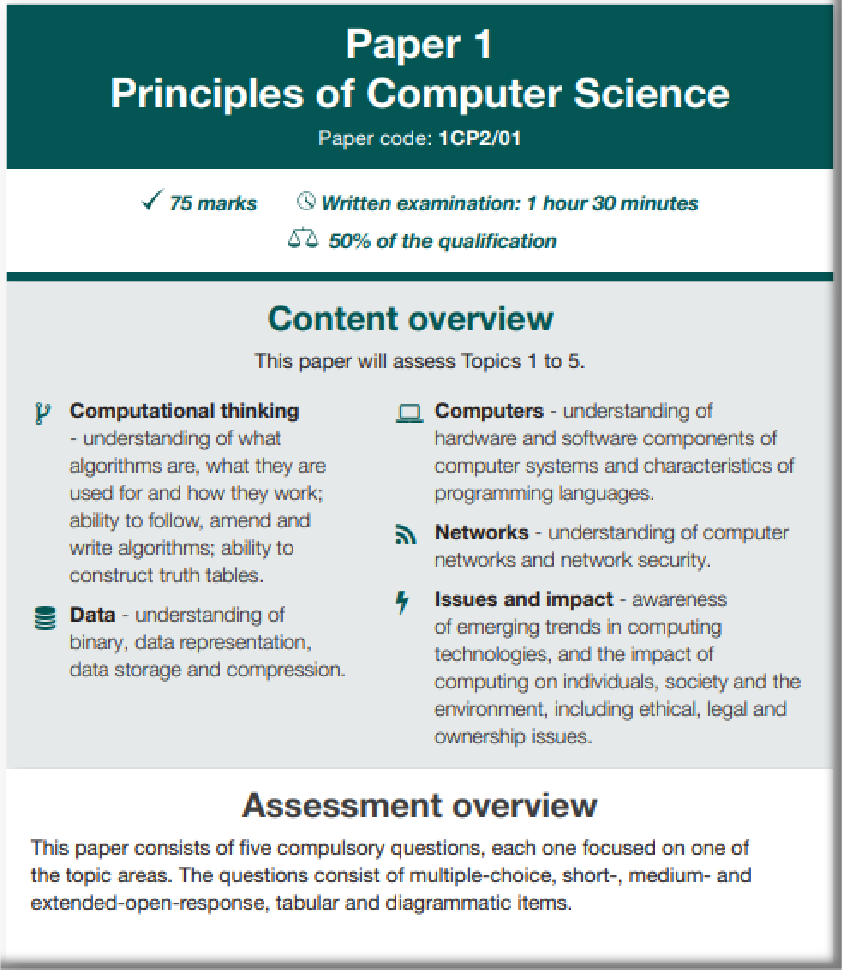 Paper 1
Principles of Computer Science
Paper code: 1CP2/01
75 marks
Written examination: 1 hour 30 minutes
50% of the qualification
Content overview
This paper will assess Topics 1 to 5.
Computational thinking
- understanding of what
algorithms are, what they are
used for and how they work;
ability to follow, amend and
write algorithms; ability to
construct truth tables.
Data - understanding of
binary, data representation,
data storage and compression.
Computers - understanding of
hardware and software components of
computer systems and characteristics of
programming languages.
Networks - understanding of computer
networks and network security.
Issues and impact - awareness
of emerging trends in computing
technologies, and the impact of
computing on individuals, society and the
environment, including ethical, legal and
ownership issues.
Assessment overview
This paper consists of five compulsory questions, each one focused on one of
the topic areas. The questions consist of multiple-choice, short-, medium- and
extended-open-response, tabular and diagrammatic items.